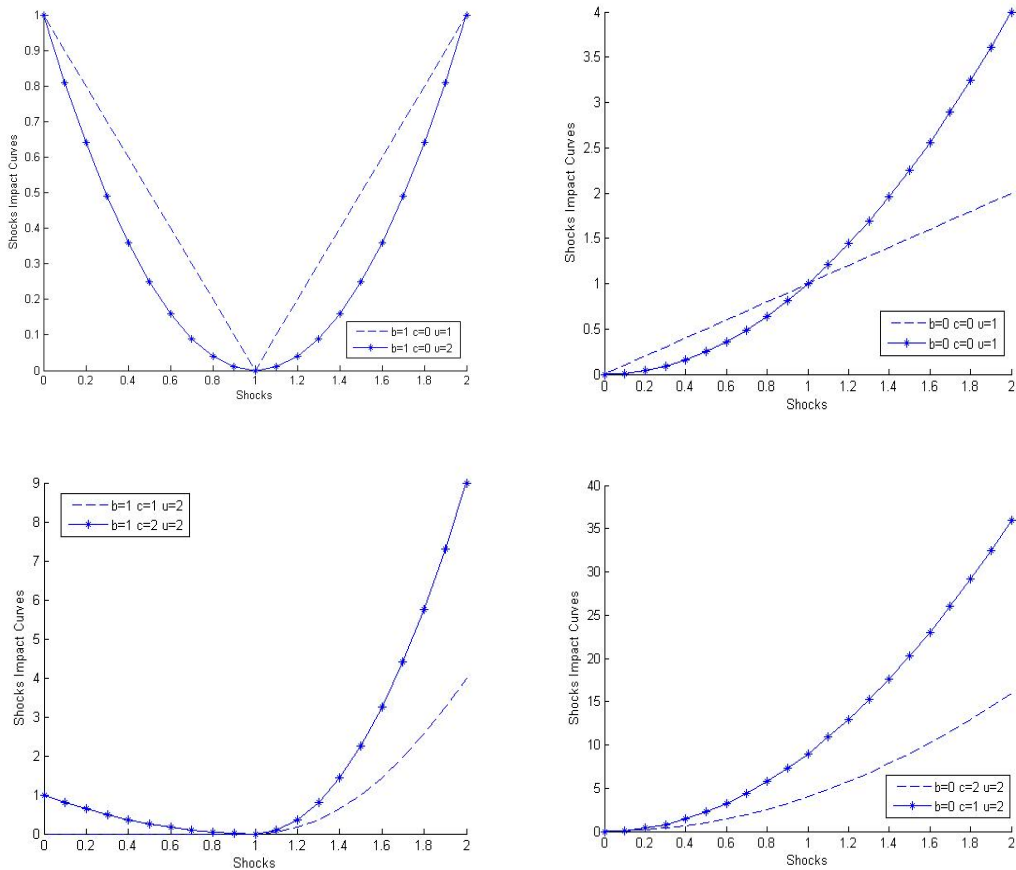 1
0.9
0.8
0.7
0.6
0.5
0.4
0.3
0.2
0.1
0
Shocks Impact Curves
0 0.2 0.4 0.6 0.8 1 1.2 1.4 1.6 1.8 2
Shocks
b=1 c=0 u=1
b=1 c=0 u=2
4
3.5
3
2.5
2
1.5
1
0.5
0
Shocks Impact Curves
0 0.2 0.4 0.6 0.8 1 1.2 1.4 1.6 1.8 2
Shocks
b=0 c=0 u=1
b=0 c=0 u=1
9
8
7
6
5
4
3
2
1
0
Shocks Impact Curves
0 0.2 0.4 0.6 0.8 1 1.2 1.4 1.6 1.8 2
Shocks
b=1 c=1 u=2
b=1 c=2 u=2
40
35
30
25
20
15
10
5
0
Shocks Impact Curves
0 0.2 0.4 0.6 0.8 1 1.2 1.4 1.6 1.8 2
Shocks
b=0 c=2 u=2
b=0 c=1 u=2